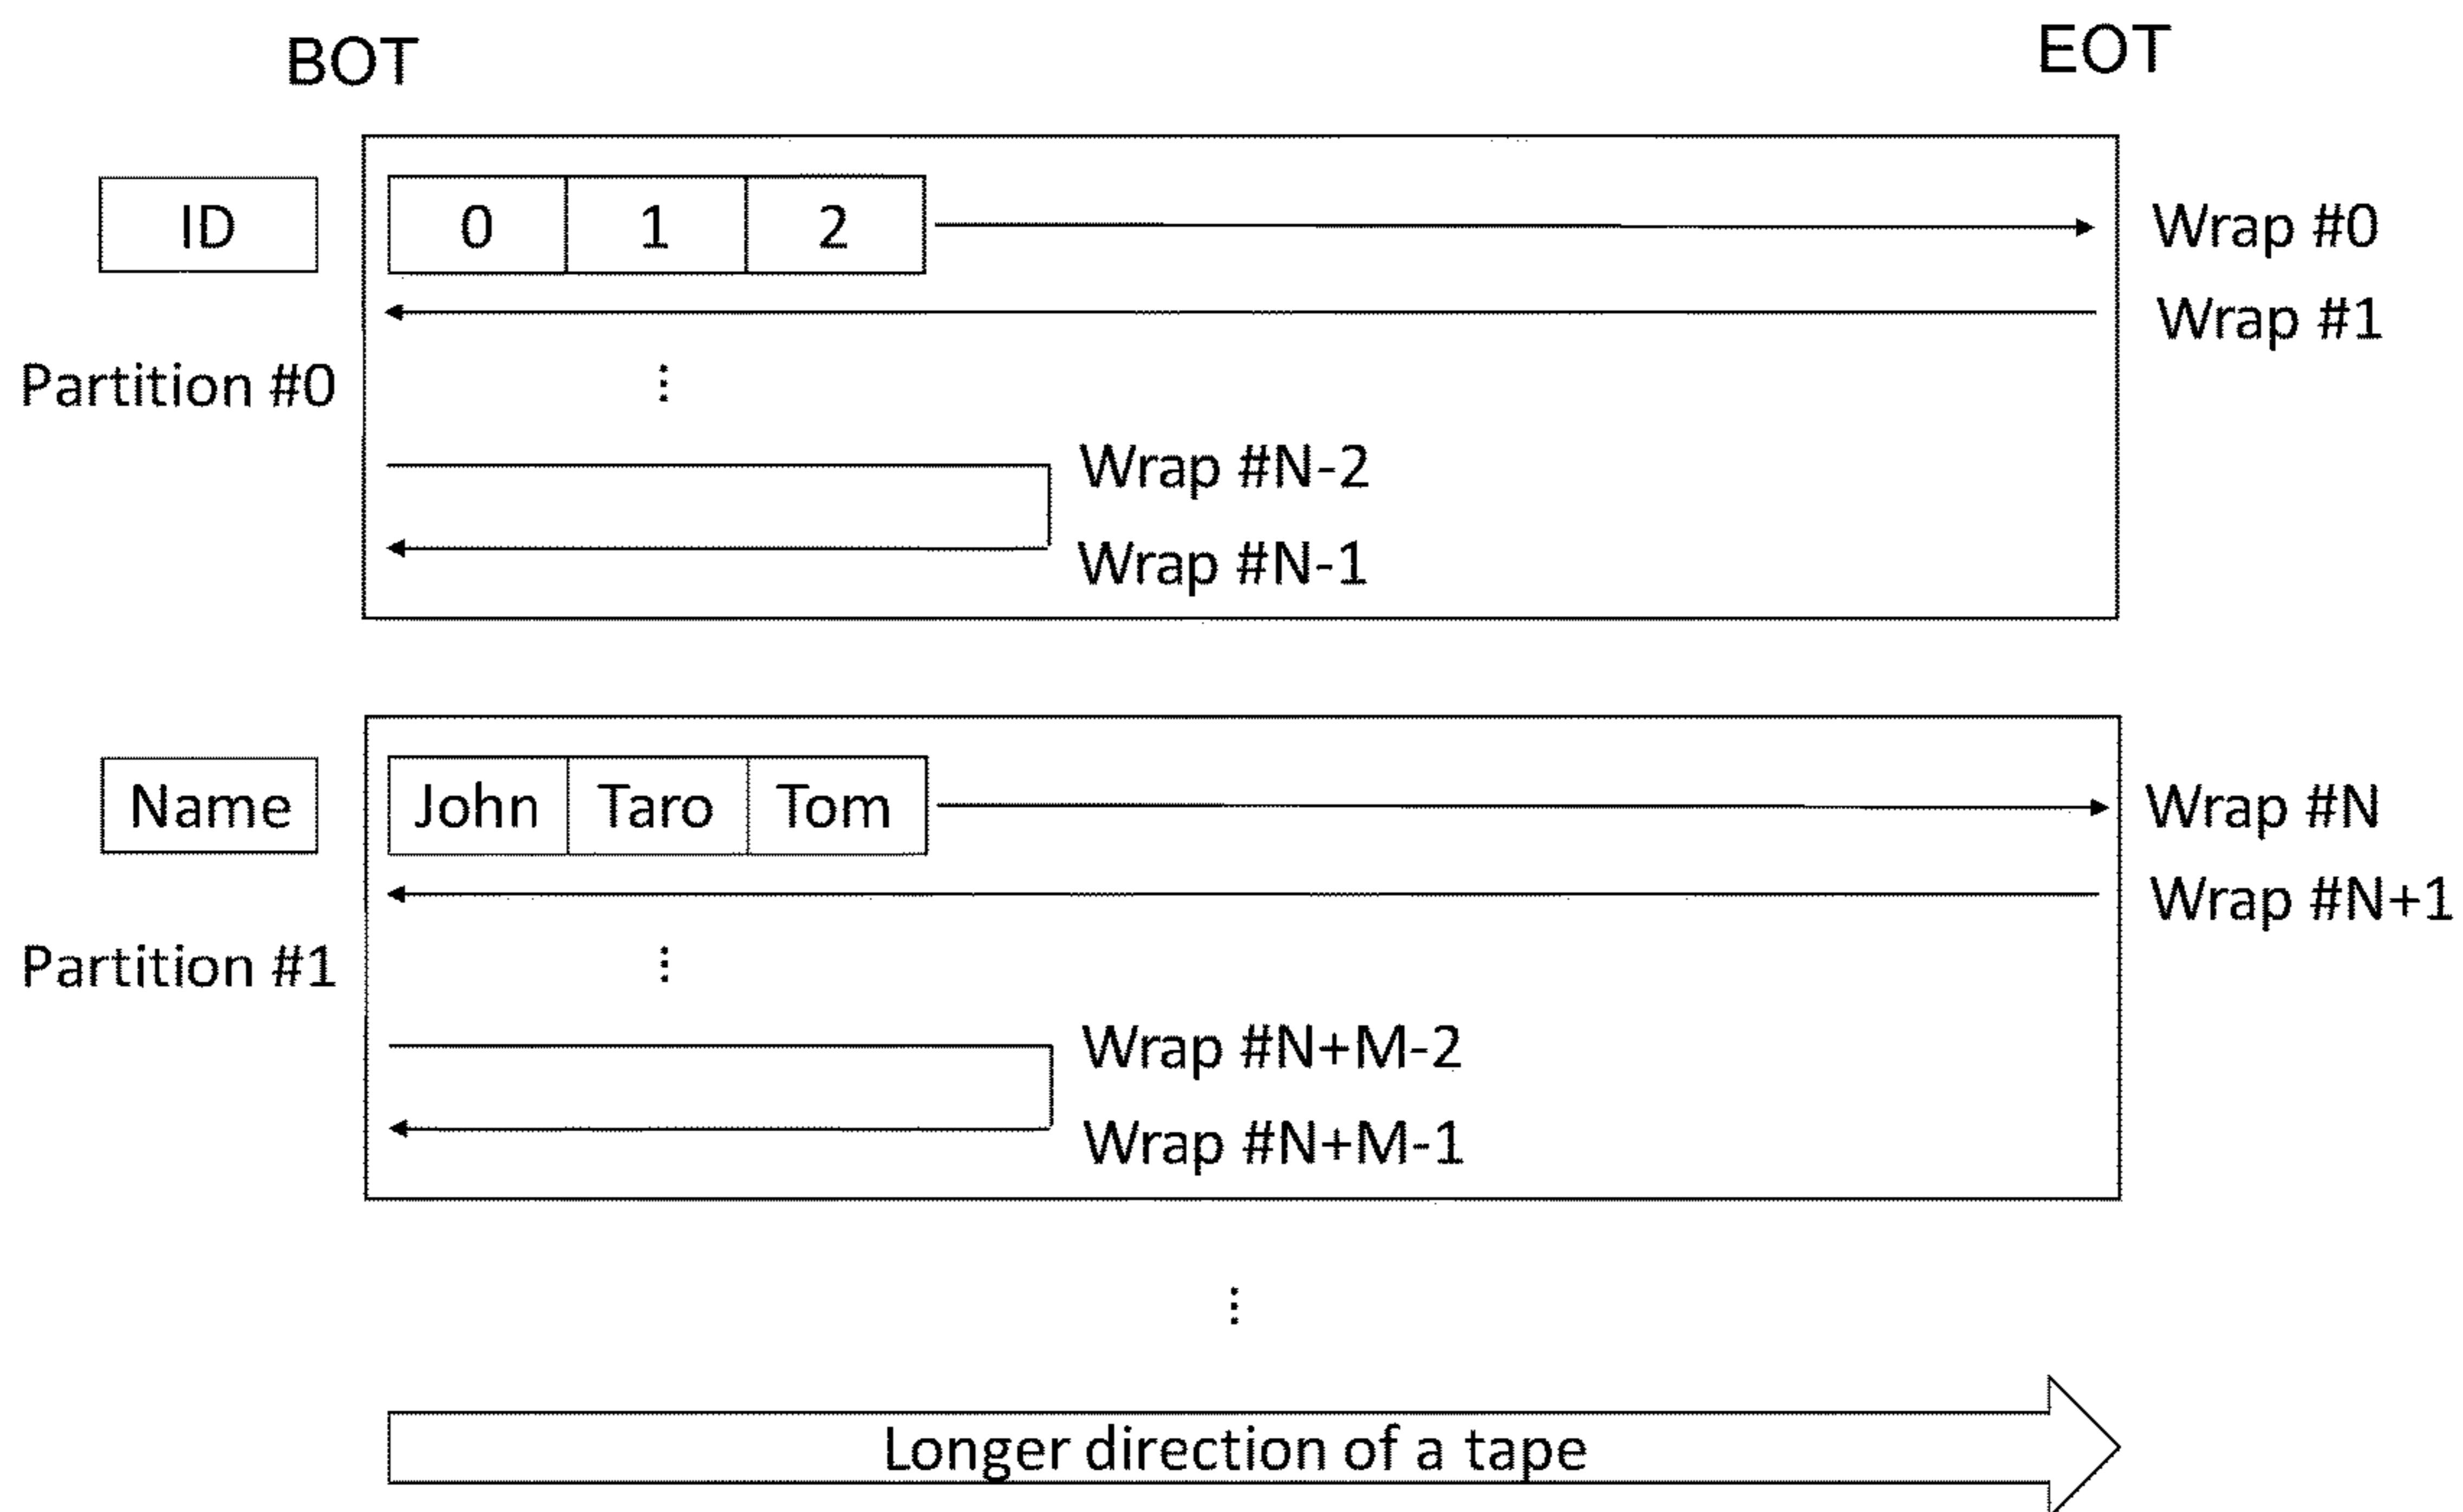 BOT EOT
ID 0 1 2 Wrap #0
Wrap #1
Partition #0
Wrap #N-2
Wrap #N-1
Name John Taro Tom Wrap #N
Wrap #N+1
Partition #1
Wrap #N+M-2
Wrap #N+M-1
Longer direction of a tape